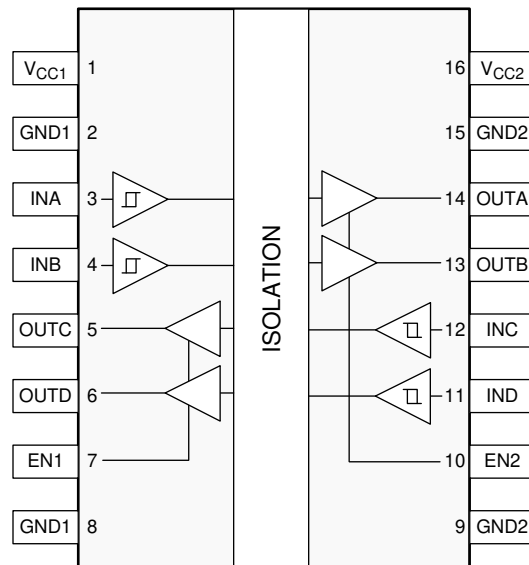 VCC1 1 16 VCC2
GND1 2 15 GND2
INA 3 14 OUTA
INB 4 13 OUTB
OUTC 5 12 INC
OUTD 6 11 IND
EN1 7 10 EN2
GND1 8 9 GND2
ISOLATION